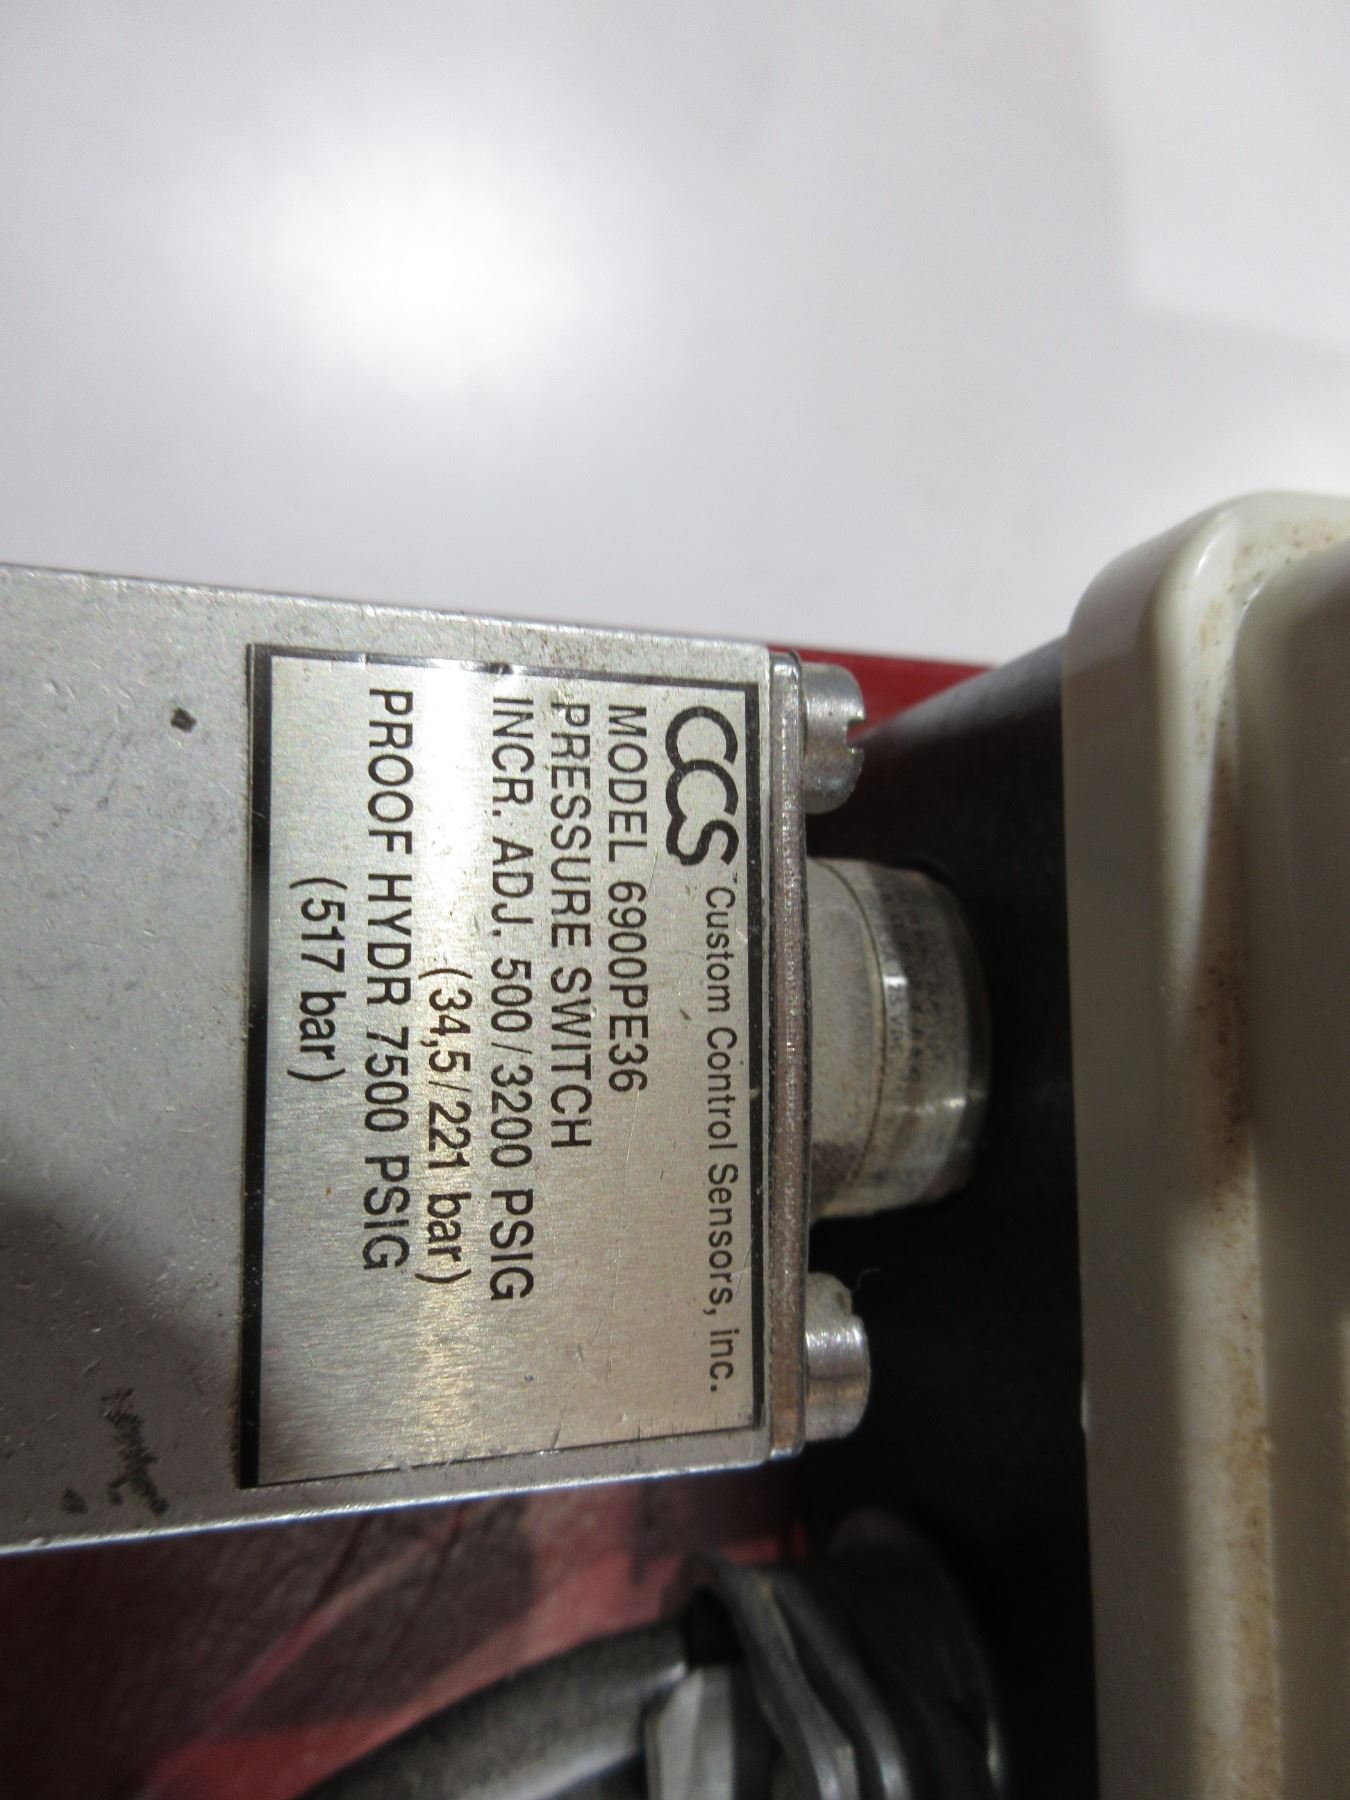 CCS™ Custom Control Sensors, inc.
MODEL 6900PE36
PRESSURE SWITCH
INCR. ADJ. 500/3200 PSIG
(34,5/221 bar)
PROOF HYDR 7500 PSIG
(517 bar)